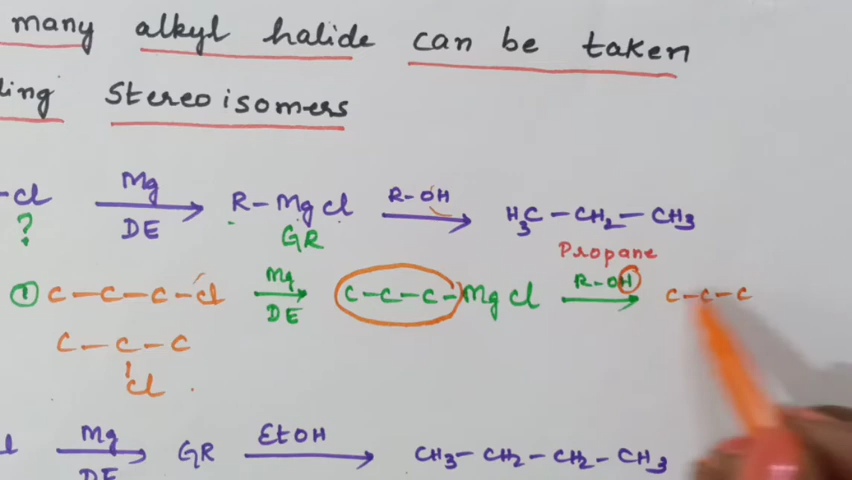 many alkyl halide can be taken
Stereoisomers
-Cl Mg DE R-MgCl R-OH H3C-CH2-CH3
? GR Propane
① C-C-C-Cl Mg DE C-C-C-MgCl R-OH C-C-C
C-C-C
Cl
Mg DE GR EtOH CH3-CH2-CH2-CH3